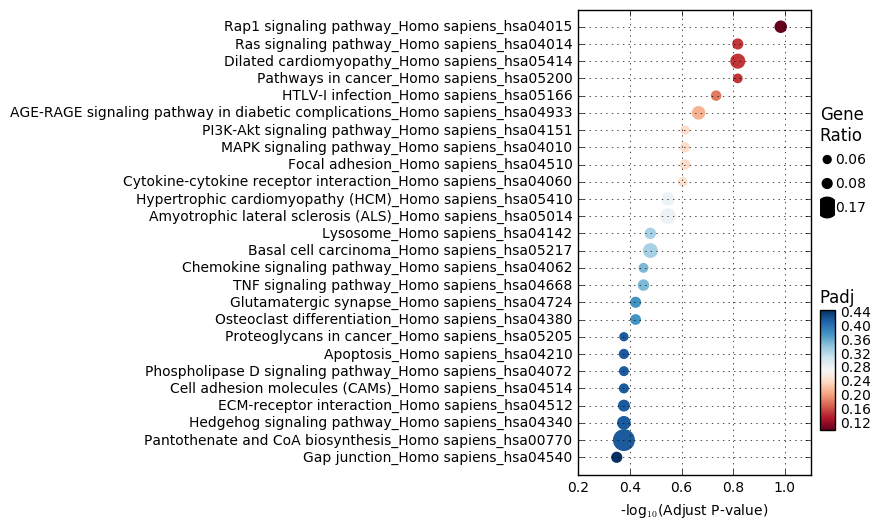 Rap1 signaling pathway_Homo sapiens_hsa04015
Ras signaling pathway_Homo sapiens_hsa04014
Dilated cardiomyopathy_Homo sapiens_hsa05414
Pathways in cancer_Homo sapiens_hsa05200
HTLV-I infection_Homo sapiens_hsa05166
AGE-RAGE signaling pathway in diabetic complications_Homo sapiens_hsa04933
PI3K-Akt signaling pathway_Homo sapiens_hsa04151
MAPK signaling pathway_Homo sapiens_hsa04010
Focal adhesion_Homo sapiens_hsa04510
Cytokine-cytokine receptor interaction_Homo sapiens_hsa04060
Hypertrophic cardiomyopathy (HCM)_Homo sapiens_hsa05410
Amyotrophic lateral sclerosis (ALS)_Homo sapiens_hsa05014
Lysosome_Homo sapiens_hsa04142
Basal cell carcinoma_Homo sapiens_hsa05217
Chemokine signaling pathway_Homo sapiens_hsa04062
TNF signaling pathway_Homo sapiens_hsa04668
Glutamatergic synapse_Homo sapiens_hsa04724
Osteoclast differentiation_Homo sapiens_hsa04380
Proteoglycans in cancer_Homo sapiens_hsa05205
Apoptosis_Homo sapiens_hsa04210
Phospholipase D signaling pathway_Homo sapiens_hsa04072
Cell adhesion molecules (CAMs)_Homo sapiens_hsa04514
ECM-receptor interaction_Homo sapiens_hsa04512
Hedgehog signaling pathway_Homo sapiens_hsa04340
Pantothenate and CoA biosynthesis_Homo sapiens_hsa00770
Gap junction_Homo sapiens_hsa04540
0.2 0.4 0.6 0.8 1.0
-log₁₀(Adjust P-value)
Gene
Ratio
0.06
0.08
0.17
Padj
0.44
0.40
0.36
0.32
0.28
0.24
0.20
0.16
0.12